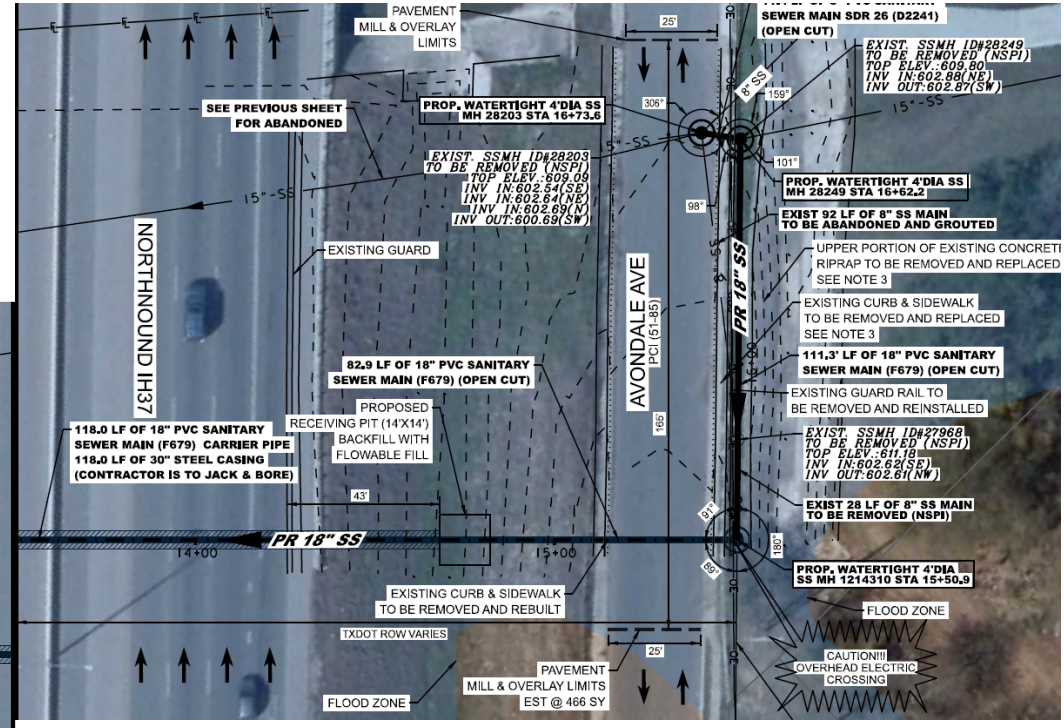 PAVEMENT
MILL & OVERLAY
LIMITS
25'
SEWER MAIN SDR 26 (D2241)
(OPEN CUT)
EXIST. SSMH ID#28249
TO BE REMOVED (NSPI)
TOP ELEV.:609.80
INV IN:602.88(NE)
INV OUT:602.87(SW)
8" SS
159°
306°
15"-SS
SEE PREVIOUS SHEET
FOR ABANDONED
PROP. WATERTIGHT 4'DIA SS
MH 28203 STA 16+73.6
15"-SS
101°
EXIST. SSMH ID#28203
TO BE REMOVED (NSPI)
TOP ELEV.:609.09
INV IN:602.54(SE)
INV IN:602.64(NE)
INV IN:602.69(N)
INV OUT:600.69(SW)
PROP. WATERTIGHT 4'DIA SS
MH 28249 STA 16+62.2
15"-SS
98°
EXIST 92 LF OF 8" SS MAIN
TO BE ABANDONED AND GROUTED
NORTHNOUND IH37
EXISTING GUARD
UPPER PORTION OF EXISTING CONCRETE
RIPRAP TO BE REMOVED AND REPLACED
SEE NOTE 3
PR 18" SS
EXISTING CURB & SIDEWALK
TO BE REMOVED AND REPLACED
SEE NOTE 3
AVONDALE AVE
PCI (51-85)
82.9 LF OF 18" PVC SANITARY
SEWER MAIN (F679) (OPEN CUT)
16+00
111.3' LF OF 18" PVC SANITARY
SEWER MAIN (F679) (OPEN CUT)
EXISTING GUARD RAIL TO
BE REMOVED AND REINSTALLED
PROPOSED
RECEIVING PIT (14'X14')
BACKFILL WITH
FLOWABLE FILL
165'
118.0 LF OF 18" PVC SANITARY
SEWER MAIN (F679) CARRIER PIPE
118.0 LF OF 30" STEEL CASING
(CONTRACTOR IS TO JACK & BORE)
EXIST. SSMH ID#27968
TO BE REMOVED (NSPI)
TOP ELEV.:611.18
INV IN:602.62(SE)
INV OUT:602.61(NW)
43'
EXIST 28 LF OF 8" SS MAIN
TO BE REMOVED (NSPI)
91°
180°
89°
14+00
PR 18" SS
15+00
PROP. WATERTIGHT 4'DIA
SS MH 1214310 STA 15+50.9
EXISTING CURB & SIDEWALK
TO BE REMOVED AND REBUILT
FLOOD ZONE
TXDOT ROW VARIES
25'
PAVEMENT
MILL & OVERLAY LIMITS
EST @ 466 SY
FLOOD ZONE
CAUTION!!!
OVERHEAD ELECTRIC
CROSSING
OE
OE
OE
OE